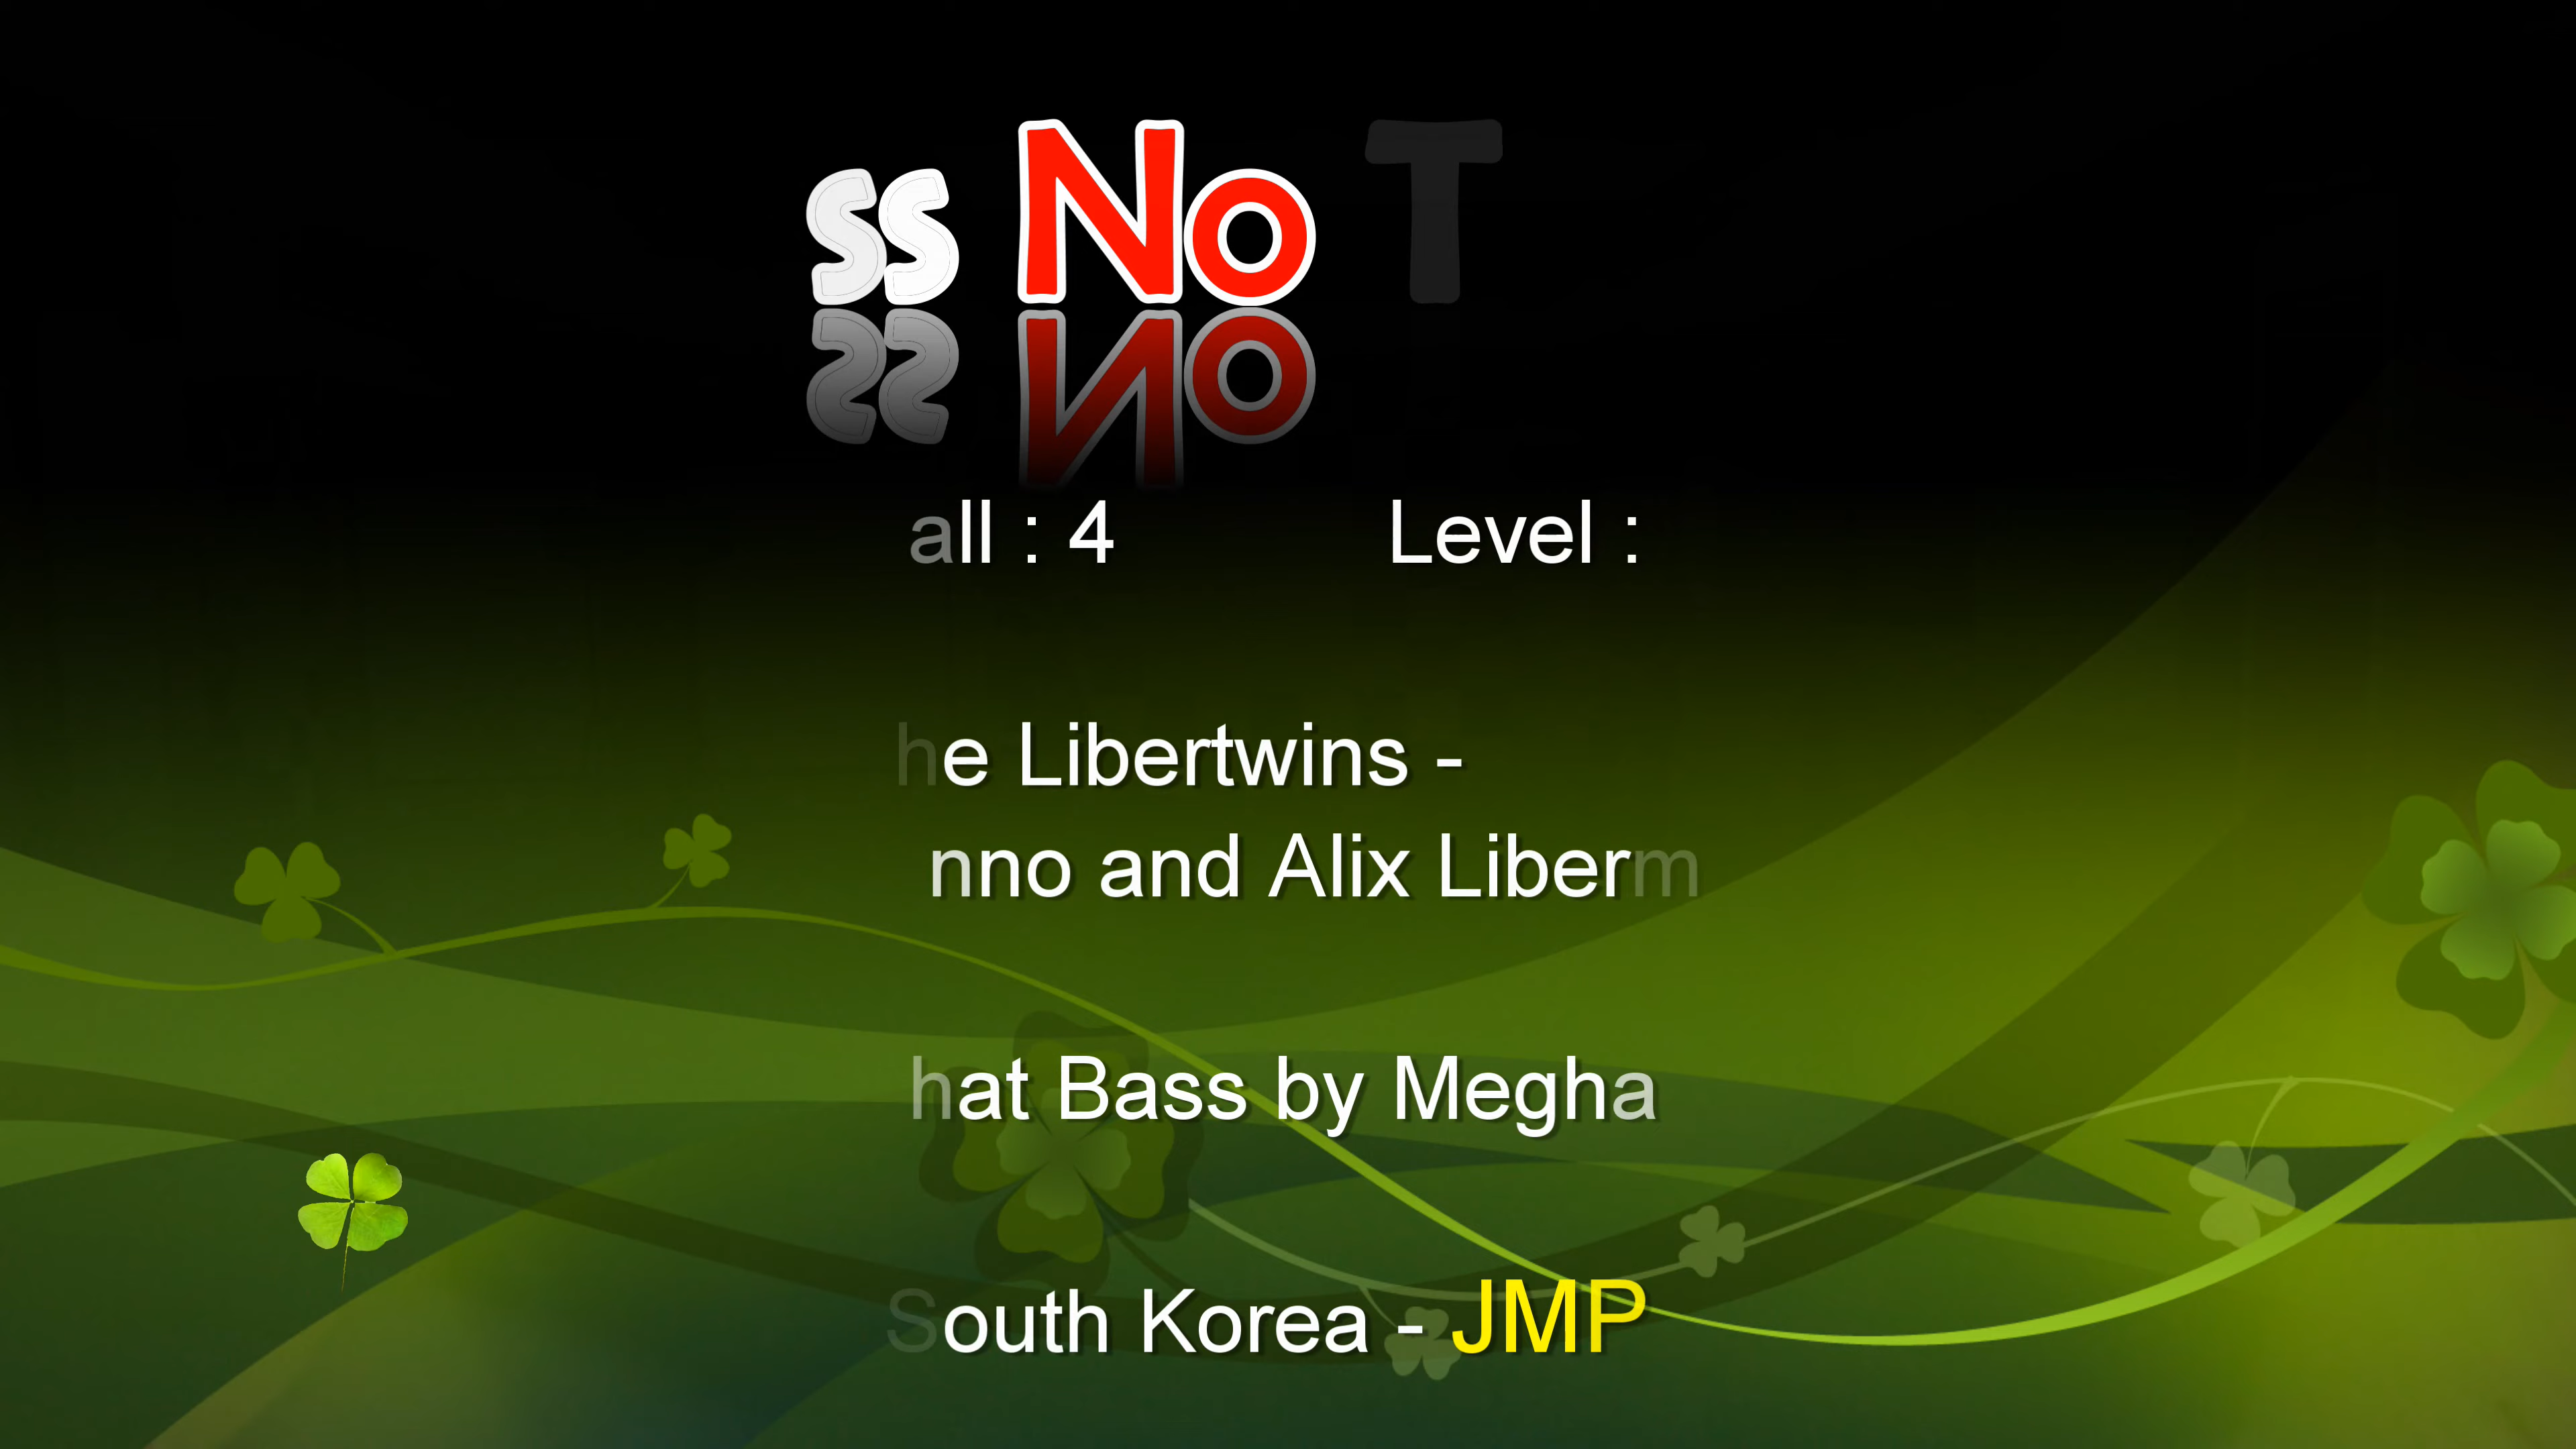 ss No T
all : 4 Level :
he Libertwins -
nno and Alix Liberm
hat Bass by Megha
South Korea - JMP